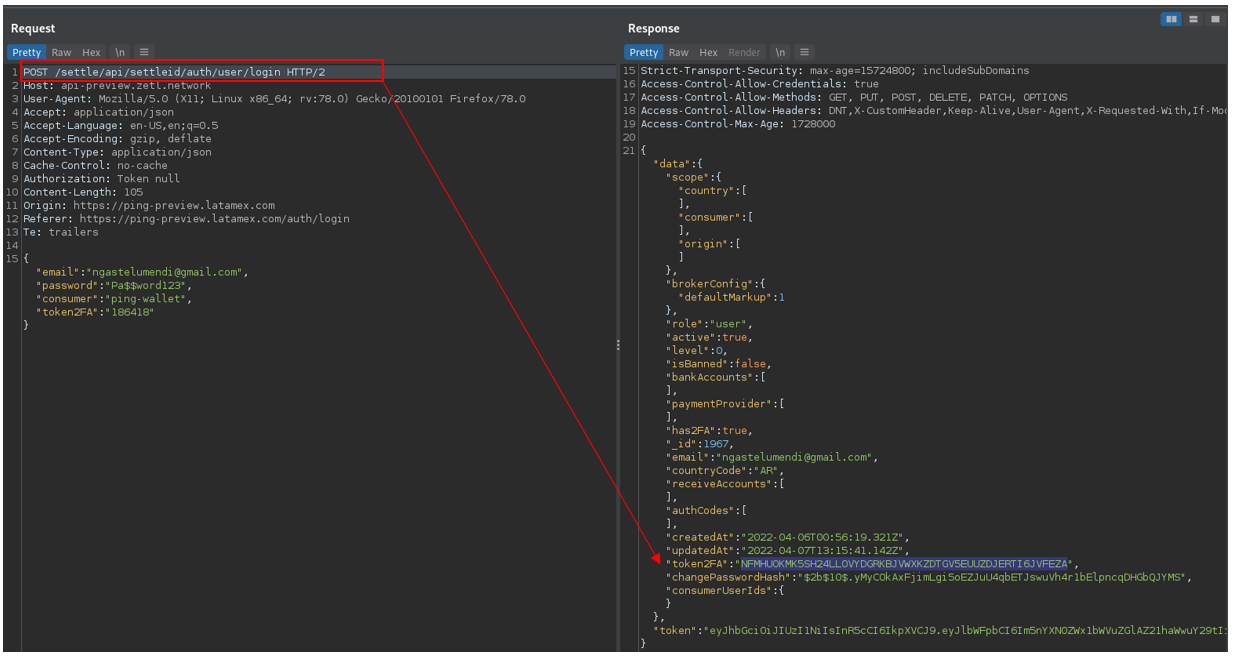 Request
Pretty Raw Hex \n
1 POST /settle/api/settleid/auth/user/login HTTP/2
2 Host: api-preview.zetl.network
3 User-Agent: Mozilla/5.0 (X11; Linux x86_64; rv:78.0) Gecko/20100101 Firefox/78.0
4 Accept: application/json
5 Accept-Language: en-US,en;q=0.5
6 Accept-Encoding: gzip, deflate
7 Content-Type: application/json
8 Cache-Control: no-cache
9 Authorization: Token null
10 Content-Length: 105
11 Origin: https://ping-preview.latamex.com
12 Referer: https://ping-preview.latamex.com/auth/login
13 Te: trailers
14
15 {
"email":"ngastelumendi@gmail.com",
"password":"Pa$$word123",
"consumer":"ping-wallet",
"token2FA":"186418"
}
Response
Pretty Raw Hex Render \n
15 Strict-Transport-Security: max-age=15724800; includeSubDomains
16 Access-Control-Allow-Credentials: true
17 Access-Control-Allow-Methods: GET, PUT, POST, DELETE, PATCH, OPTIONS
18 Access-Control-Allow-Headers: DNT,X-CustomHeader,Keep-Alive,User-Agent,X-Requested-With,If-Mo
19 Access-Control-Max-Age: 1728000
20
21 {
"data":{
"scope":{
"country":[
],
"consumer":[
],
"origin":[
]
},
"brokerConfig":{
"defaultMarkup":1
},
"role":"user",
"active":true,
"level":0,
"isBanned":false,
"bankAccounts":[
],
"paymentProvider":[
],
"has2FA":true,
"_id":1967,
"email":"ngastelumendi@gmail.com",
"countryCode":"AR",
"receiveAccounts":[
],
"authCodes":[
],
"createdAt":"2022-04-06T00:56:19.321Z",
"updatedAt":"2022-04-07T13:15:41.142Z",
"token2FA":"NFMHUOKMK5SH24LLOVYDGRKBJVWXKZDTGV5EUUZDJERTI6JVFEZA",
"changePasswordHash":"$2b$10$.yMyCOkAxFjimLgi5oEZJuU4qbETJswuVh4r1bElpncqDHGbQJYMS",
"consumerUserIds":{
}
},
"token":"eyJhbGciOiJIUzI1NiIsInR5cCI6IkpXVCJ9.eyJlbWFpbCI6Im5nYXN0ZWx1bWVuZGlAZ21haWwuY29tI
}